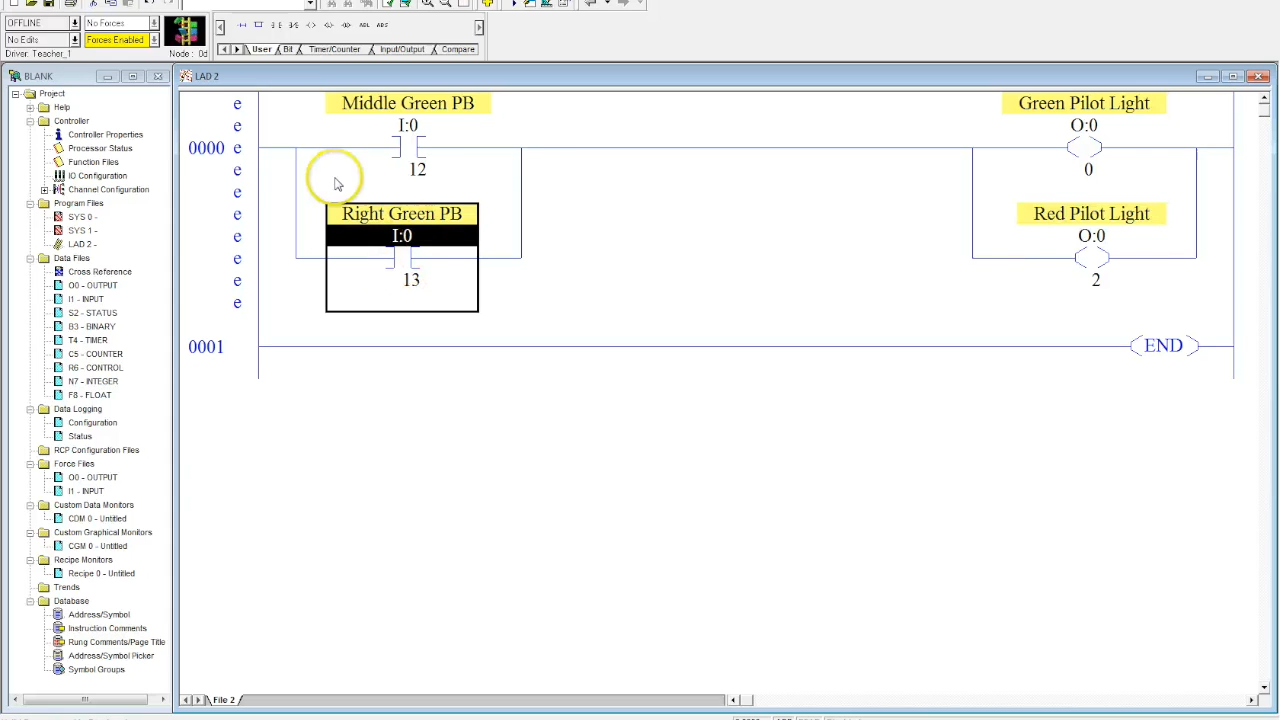 OFFLINE No Forces
No Edits Forces Enabled
Driver: Teacher_1 Node : 0d
User Bit Timer/Counter Input/Output Compare
BLANK
Project
Help
Controller
Controller Properties
Processor Status
Function Files
IO Configuration
Channel Configuration
Program Files
SYS 0 -
SYS 1 -
LAD 2 -
Data Files
Cross Reference
O0 - OUTPUT
I1 - INPUT
S2 - STATUS
B3 - BINARY
T4 - TIMER
C5 - COUNTER
R6 - CONTROL
N7 - INTEGER
F8 - FLOAT
Data Logging
Configuration
Status
RCP Configuration Files
Force Files
O0 - OUTPUT
I1 - INPUT
Custom Data Monitors
CDM 0 - Untitled
Custom Graphical Monitors
CGM 0 - Untitled
Recipe Monitors
Recipe 0 - Untitled
Trends
Database
Address/Symbol
Instruction Comments
Rung Comments/Page Title
Address/Symbol Picker
Symbol Groups
LAD 2
e Middle Green PB Green Pilot Light
e I:0 O:0
0000 e
e 12 0
e
e Right Green PB Red Pilot Light
e I:0 O:0
e
e 13 2
e
0001 END
File 2